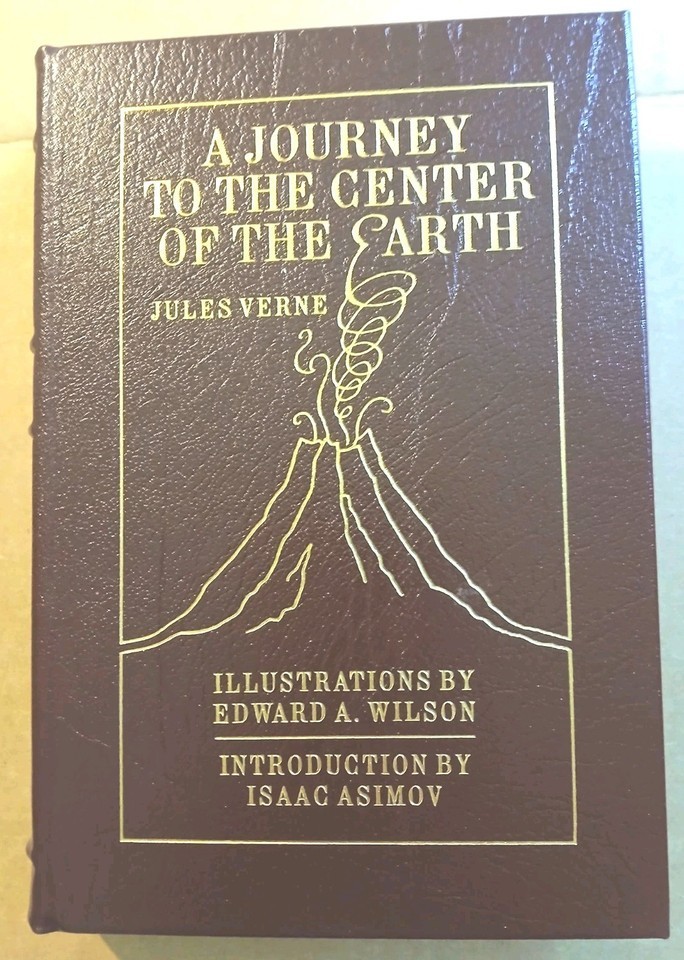 A JOURNEY
TO THE CENTER
OF THE EARTH
JULES VERNE
ILLUSTRATIONS BY
EDWARD A. WILSON
INTRODUCTION BY
ISAAC ASIMOV